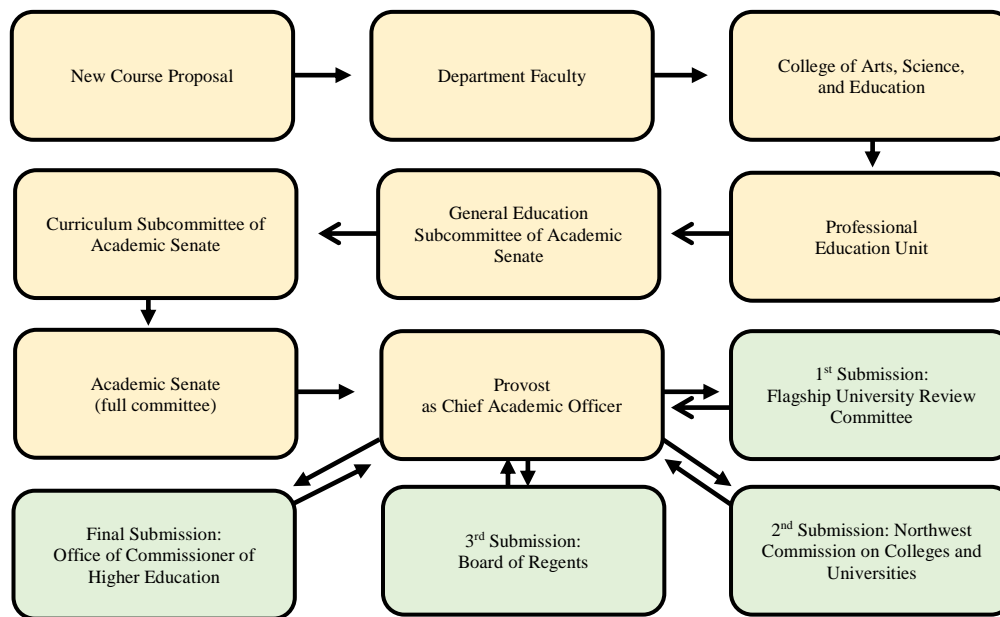 New Course Proposal
Department Faculty
College of Arts, Science,
and Education
Curriculum Subcommittee of
Academic Senate
General Education
Subcommittee of Academic
Senate
Professional
Education Unit
Academic Senate
(full committee)
Provost
as Chief Academic Officer
1st Submission:
Flagship University Review
Committee
Final Submission:
Office of Commissioner of
Higher Education
3rd Submission:
Board of Regents
2nd Submission: Northwest
Commission on Colleges and
Universities